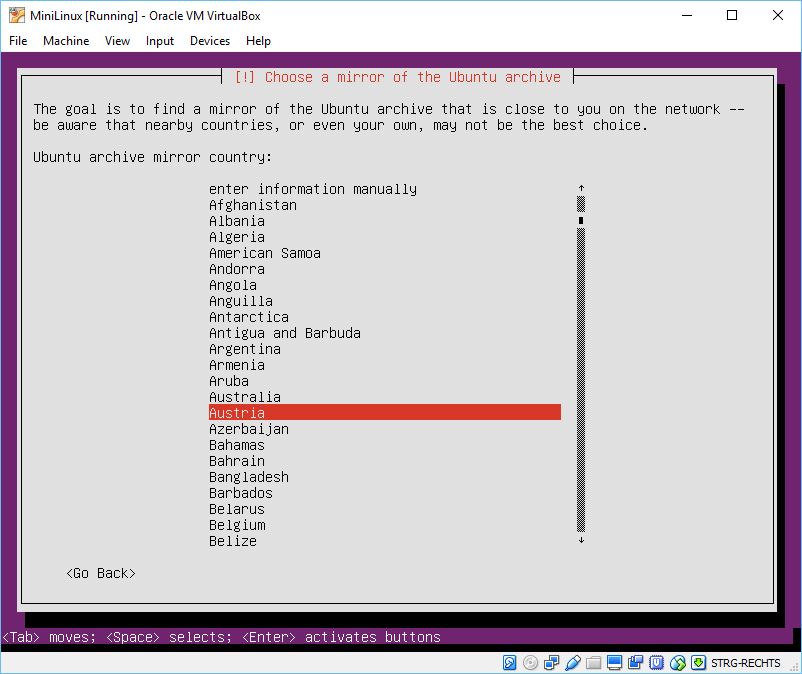 MiniLinux [Running] - Oracle VM VirtualBox
File Machine View Input Devices Help
[!] Choose a mirror of the Ubuntu archive
The goal is to find a mirror of the Ubuntu archive that is close to you on the network --
be aware that nearby countries, or even your own, may not be the best choice.
Ubuntu archive mirror country:
enter information manually
Afghanistan
Albania
Algeria
American Samoa
Andorra
Angola
Anguilla
Antarctica
Antigua and Barbuda
Argentina
Armenia
Aruba
Australia
Austria
Azerbaijan
Bahamas
Bahrain
Bangladesh
Barbados
Belarus
Belgium
Belize
<Go Back>
<Tab> moves; <Space> selects; <Enter> activates buttons
STRG-RECHTS